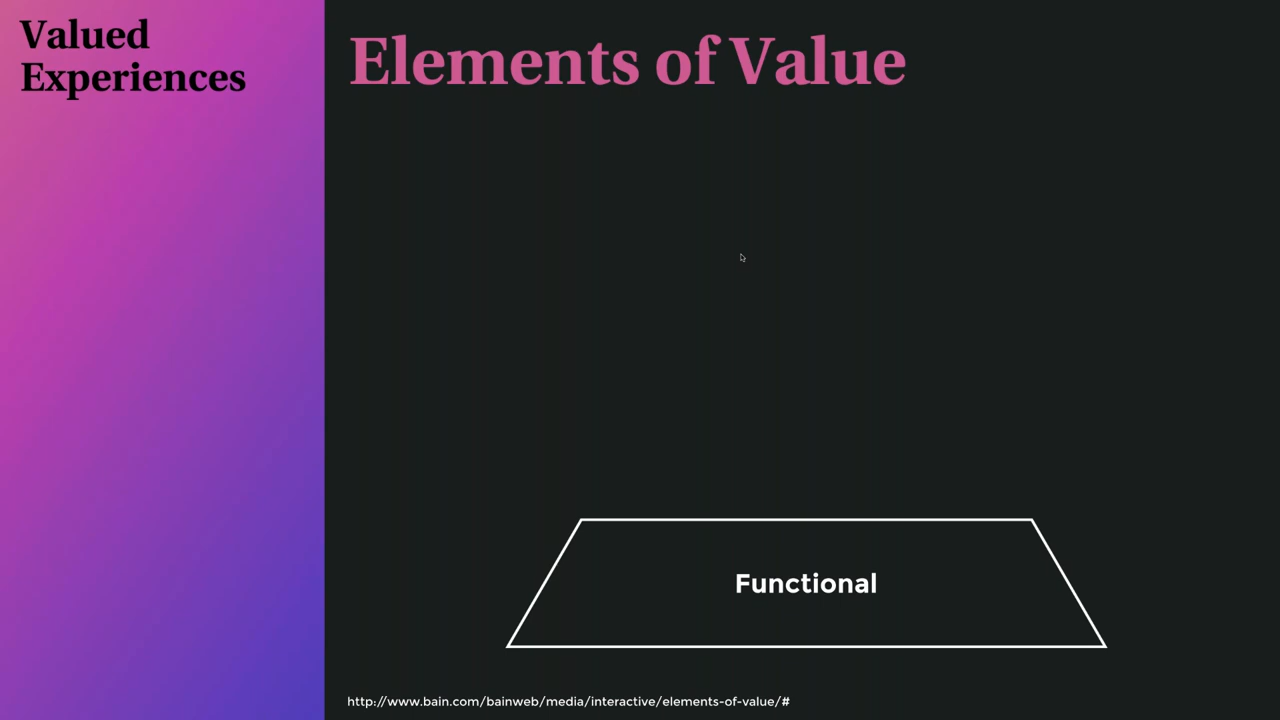 Valued
Experiences
Elements of Value
Functional
http://www.bain.com/bainweb/media/interactive/elements-of-value/#